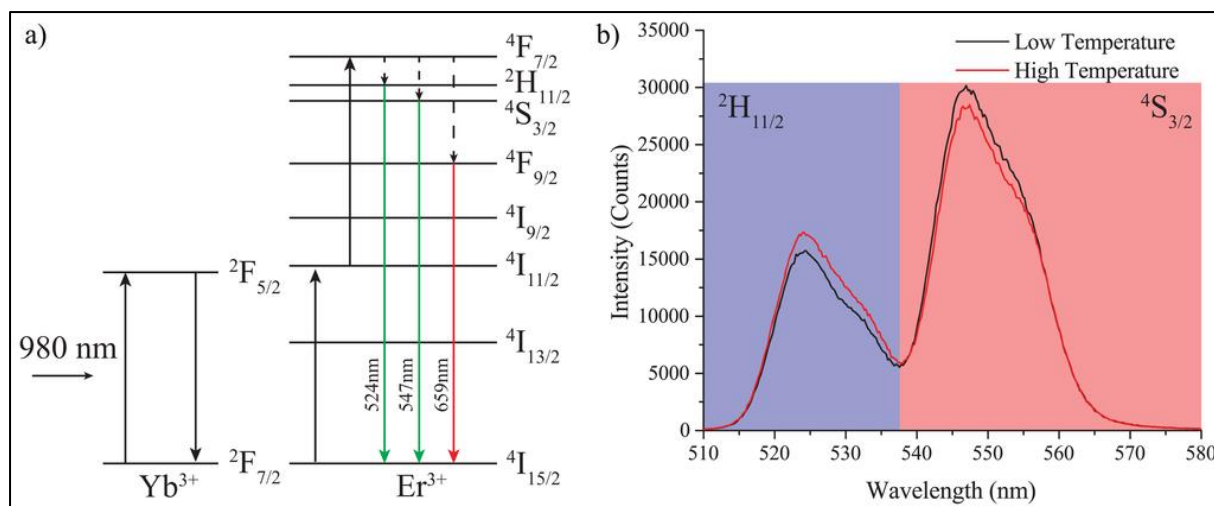 a)
⁴F₇/₂
²H₁₁/₂
⁴S₃/₂
⁴F₉/₂
⁴I₉/₂
⁴I₁₁/₂
²F₅/₂
980 nm
⁴I₁₃/₂
524nm
547nm
659nm
²F₇/₂
⁴I₁₅/₂
Yb³⁺
Er³⁺
b)
Low Temperature
High Temperature
²H₁₁/₂
⁴S₃/₂
Intensity (Counts)
35000
30000
25000
20000
15000
10000
5000
0
510 520 530 540 550 560 570 580
Wavelength (nm)